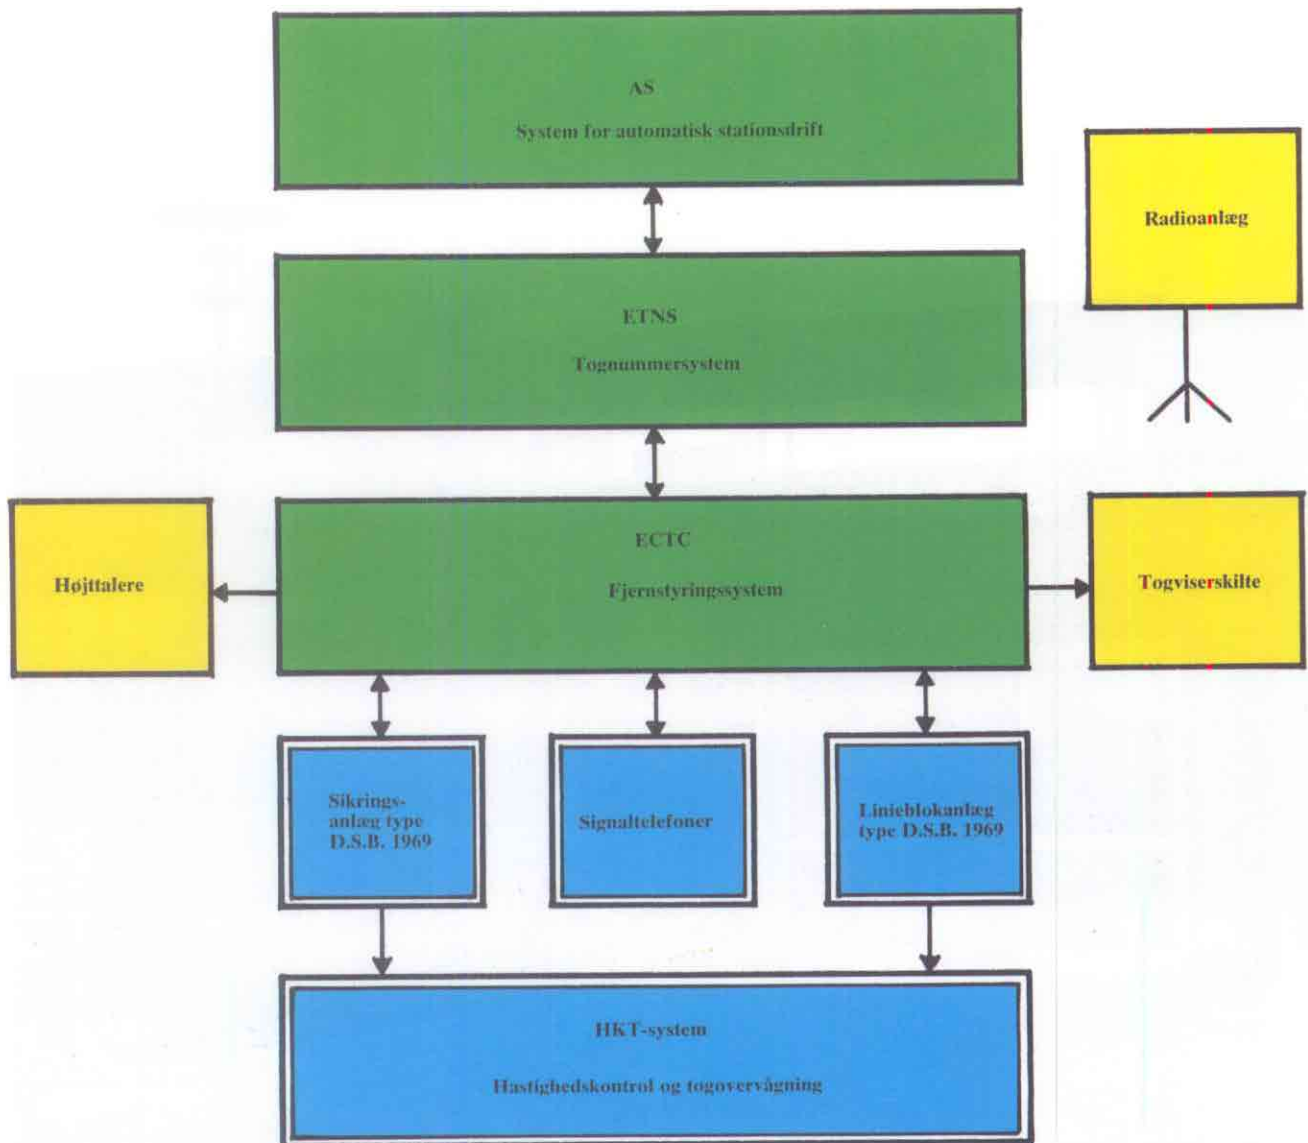 AS
System for automatisk stationsdrift
Radioanlæg
ETNS
Tognummersystem
ECTC
Fjernstyringssystem
Højttalere
Togviserskilte
Sikrings-
anlæg type
D.S.B. 1969
Signaltelefoner
Linieblokanlæg
type D.S.B. 1969
HKT-system
Hastighedskontrol og togovervågning